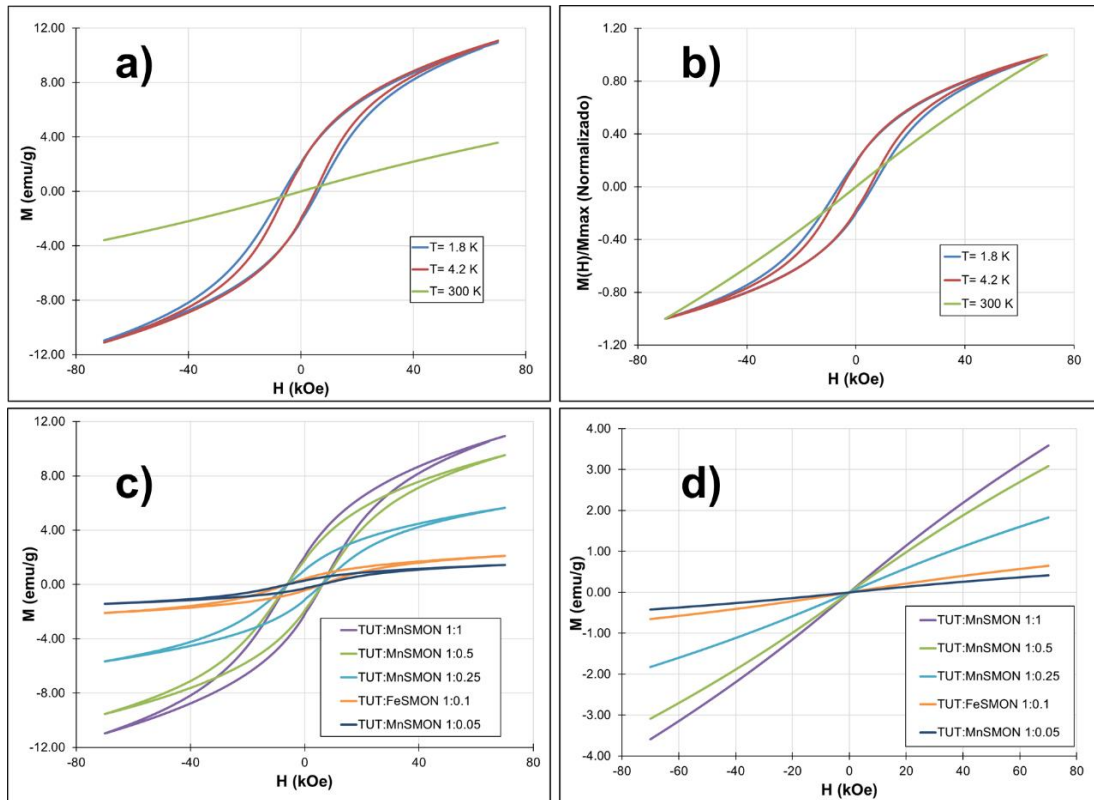 a)
12.00
8.00
4.00
0.00
-4.00
-8.00
-12.00
M (emu/g)
-80
-40
0
40
80
H (kOe)
T= 1.8 K
T= 4.2 K
T= 300 K
b)
1.20
0.80
0.40
0.00
-0.40
-0.80
-1.20
M(H)/Mmax (Normalizado)
-80
-40
0
40
80
H (kOe)
T= 1.8 K
T= 4.2 K
T= 300 K
c)
12.00
8.00
4.00
0.00
-4.00
-8.00
-12.00
M (emu/g)
-80
-40
0
40
80
H (kOe)
TUT:MnSMON 1:1
TUT:MnSMON 1:0.5
TUT:MnSMON 1:0.25
TUT:FeSMON 1:0.1
TUT:MnSMON 1:0.05
d)
4.00
3.00
2.00
1.00
0.00
-1.00
-2.00
-3.00
-4.00
M (emu/g)
-80
-60
-40
-20
0
20
40
60
80
H (kOe)
TUT:MnSMON 1:1
TUT:MnSMON 1:0.5
TUT:MnSMON 1:0.25
TUT:FeSMON 1:0.1
TUT:MnSMON 1:0.05